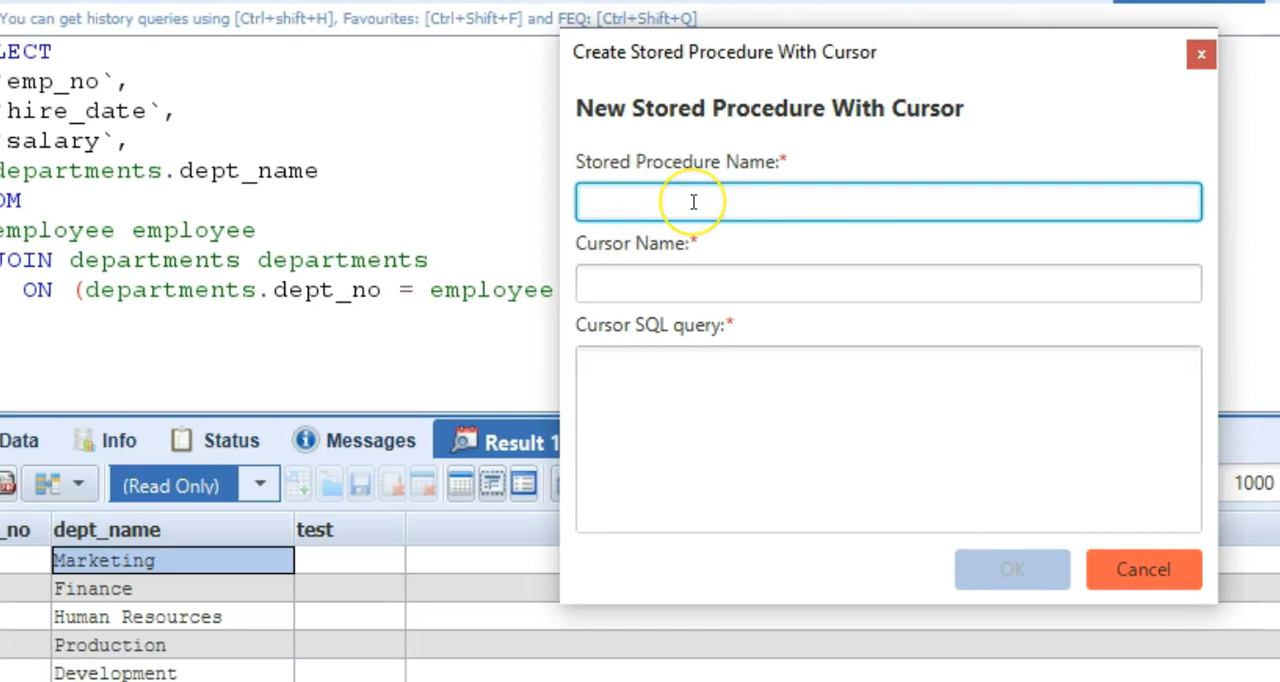 You can get history queries using [Ctrl+shift+H], Favourites: [Ctrl+Shift+F] and FEQ: [Ctrl+Shift+Q]
LECT
`emp_no`,
`hire_date`,
`salary`,
departments.dept_name
OM
employee employee
JOIN departments departments
ON (departments.dept_no = employee
Create Stored Procedure With Cursor
x
New Stored Procedure With Cursor
Stored Procedure Name:*
Cursor Name:*
Cursor SQL query:*
OK
Cancel
Data
Info
Status
Messages
Result 1
(Read Only)
1000
_no
dept_name
test
Marketing
Finance
Human Resources
Production
Development